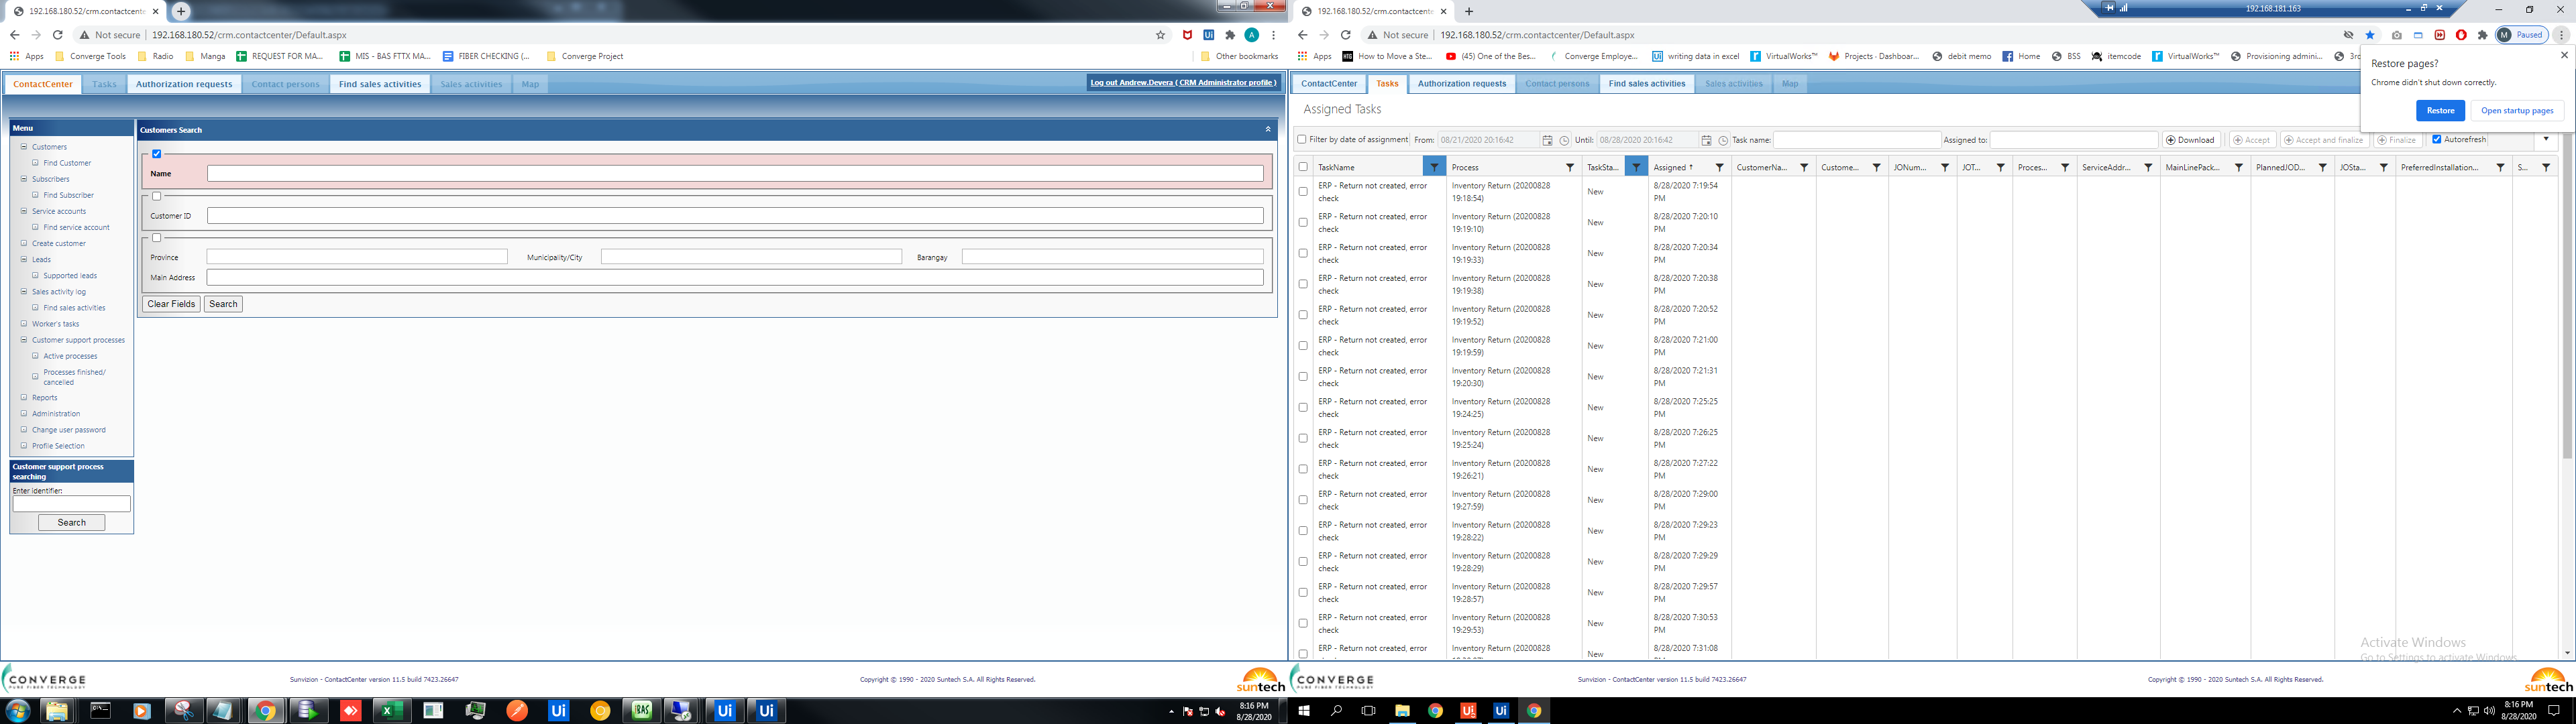 192.168.180.52/crm.contactcente
Not secure | 192.168.180.52/crm.contactcenter/Default.aspx
Apps Converge Tools Radio Manga REQUEST FOR MA... MIS - BAS FTTX MA... FIBER CHECKING (... Converge Project Other bookmarks
ContactCenter Tasks Authorization requests Contact persons Find sales activities Sales activities Map
Log out Andrew.Devera ( CRM Administrator profile )
Menu
Customers
Find Customer
Subscribers
Find Subscriber
Service accounts
Find service account
Create customer
Leads
Supported leads
Sales activity log
Find sales activities
Worker's tasks
Customer support processes
Active processes
Processes finished/
cancelled
Reports
Administration
Change user password
Profile Selection
Customer support process
searching
Enter identifier:
Search
Customers Search
Name
Customer ID
Province Municipality/City Barangay
Main Address
Clear Fields Search
CONVERGE
PURE FIBER TECHNOLOGY
Sunvizion - ContactCenter version 11.5 build 7423.26647
Copyright © 1990 - 2020 Suntech S.A. All Rights Reserved.
suntech
8:16 PM
8/28/2020
192.168.180.52/crm.contactcente
192.168.181.163
Not secure | 192.168.180.52/crm.contactcenter/Default.aspx
M Paused
Apps How to Move a Ste... (45) One of the Bes... Converge Employe... writing data in excel VirtualWorks™ Projects - Dashboar... debit memo Home BSS itemcode VirtualWorks™ Provisioning admini... 3rd
Restore pages?
Chrome didn't shut down correctly.
Restore Open startup pages
ContactCenter Tasks Authorization requests Contact persons Find sales activities Sales activities Map
Assigned Tasks
Filter by date of assignment From: 08/21/2020 20:16:42 Until: 08/28/2020 20:16:42 Task name: Assigned to: Download Accept Accept and finalize Finalize Autorefresh
TaskName Process TaskSta... Assigned ↑ CustomerNa... Custome... JONum... JOT... Proces... ServiceAddr... MainLinePack... PlannedJOD... JOSta... PreferredInstallation... S...
ERP - Return not created, error Inventory Return (20200828 New 8/28/2020 7:19:54
check 19:18:54) PM
ERP - Return not created, error Inventory Return (20200828 New 8/28/2020 7:20:10
check 19:19:10) PM
ERP - Return not created, error Inventory Return (20200828 New 8/28/2020 7:20:34
check 19:19:33) PM
ERP - Return not created, error Inventory Return (20200828 New 8/28/2020 7:20:38
check 19:19:38) PM
ERP - Return not created, error Inventory Return (20200828 New 8/28/2020 7:20:52
check 19:19:52) PM
ERP - Return not created, error Inventory Return (20200828 New 8/28/2020 7:21:00
check 19:19:59) PM
ERP - Return not created, error Inventory Return (20200828 New 8/28/2020 7:21:31
check 19:20:30) PM
ERP - Return not created, error Inventory Return (20200828 New 8/28/2020 7:25:25
check 19:24:25) PM
ERP - Return not created, error Inventory Return (20200828 New 8/28/2020 7:26:25
check 19:25:24) PM
ERP - Return not created, error Inventory Return (20200828 New 8/28/2020 7:27:22
check 19:26:21) PM
ERP - Return not created, error Inventory Return (20200828 New 8/28/2020 7:29:00
check 19:27:59) PM
ERP - Return not created, error Inventory Return (20200828 New 8/28/2020 7:29:23
check 19:28:22) PM
ERP - Return not created, error Inventory Return (20200828 New 8/28/2020 7:29:29
check 19:28:29) PM
ERP - Return not created, error Inventory Return (20200828 New 8/28/2020 7:29:57
check 19:28:57) PM
ERP - Return not created, error Inventory Return (20200828 New 8/28/2020 7:30:53
check 19:29:53) PM
ERP - Return not created, error Inventory Return (20200828 New 8/28/2020 7:31:08
Activate Windows
Go to Settings to activate Windows.
CONVERGE
PURE FIBER TECHNOLOGY
Sunvizion - ContactCenter version 11.5 build 7423.26647
Copyright © 1990 - 2020 Suntech S.A. All Rights Reserved.
suntech
8:16 PM
8/28/2020